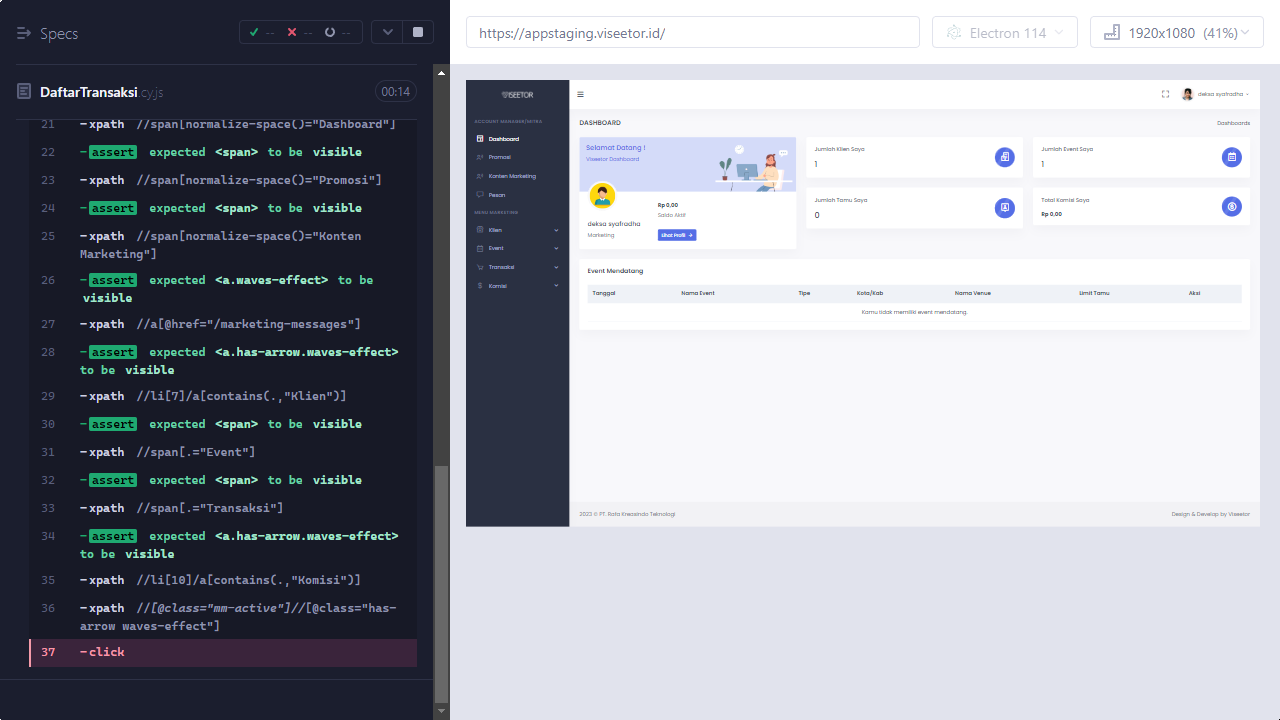 Specs
-- -- --
DaftarTransaksi.cy.js
00:14
21 -xpath //span[normalize-space()="Dashboard"]
22 -assert expected <span> to be visible
23 -xpath //span[normalize-space()="Promosi"]
24 -assert expected <span> to be visible
25 -xpath //span[normalize-space()="Konten
Marketing"]
26 -assert expected <a.waves-effect> to be
visible
27 -xpath //a[@href="/marketing-messages"]
28 -assert expected <a.has-arrow.waves-effect>
to be visible
29 -xpath //li[7]/a[contains(.,"Klien")]
30 -assert expected <span> to be visible
31 -xpath //span[.="Event"]
32 -assert expected <span> to be visible
33 -xpath //span[.="Transaksi"]
34 -assert expected <a.has-arrow.waves-effect>
to be visible
35 -xpath //li[10]/a[contains(.,"Komisi")]
36 -xpath //[@class="mm-active"]//[@class="has-
arrow waves-effect"]
37 -click
https://appstaging.viseetor.id/
Electron 114
1920x1080 (41%)
VISEETOR
deksa syafradha
ACCOUNT MANAGER/MITRA
Dashboard
Promosi
Konten Marketing
Pesan
MENU MARKETING
Klien
Event
Transaksi
Komisi
DASHBOARD
Dashboards
Selamat Datang !
Viseetor Dashboard
deksa syafradha
Marketing
Rp 0,00
Saldo Aktif
Lihat Profil →
Jumlah Klien Saya
1
Jumlah Event Saya
1
Jumlah Tamu Saya
0
Total Komisi Saya
Rp 0,00
Event Mendatang
Tanggal Nama Event Tipe Kota/Kab Nama Venue Limit Tamu Aksi
Kamu tidak memiliki event mendatang.
2023 © PT. Rata Kreasindo Teknologi
Design & Develop by Viseetor